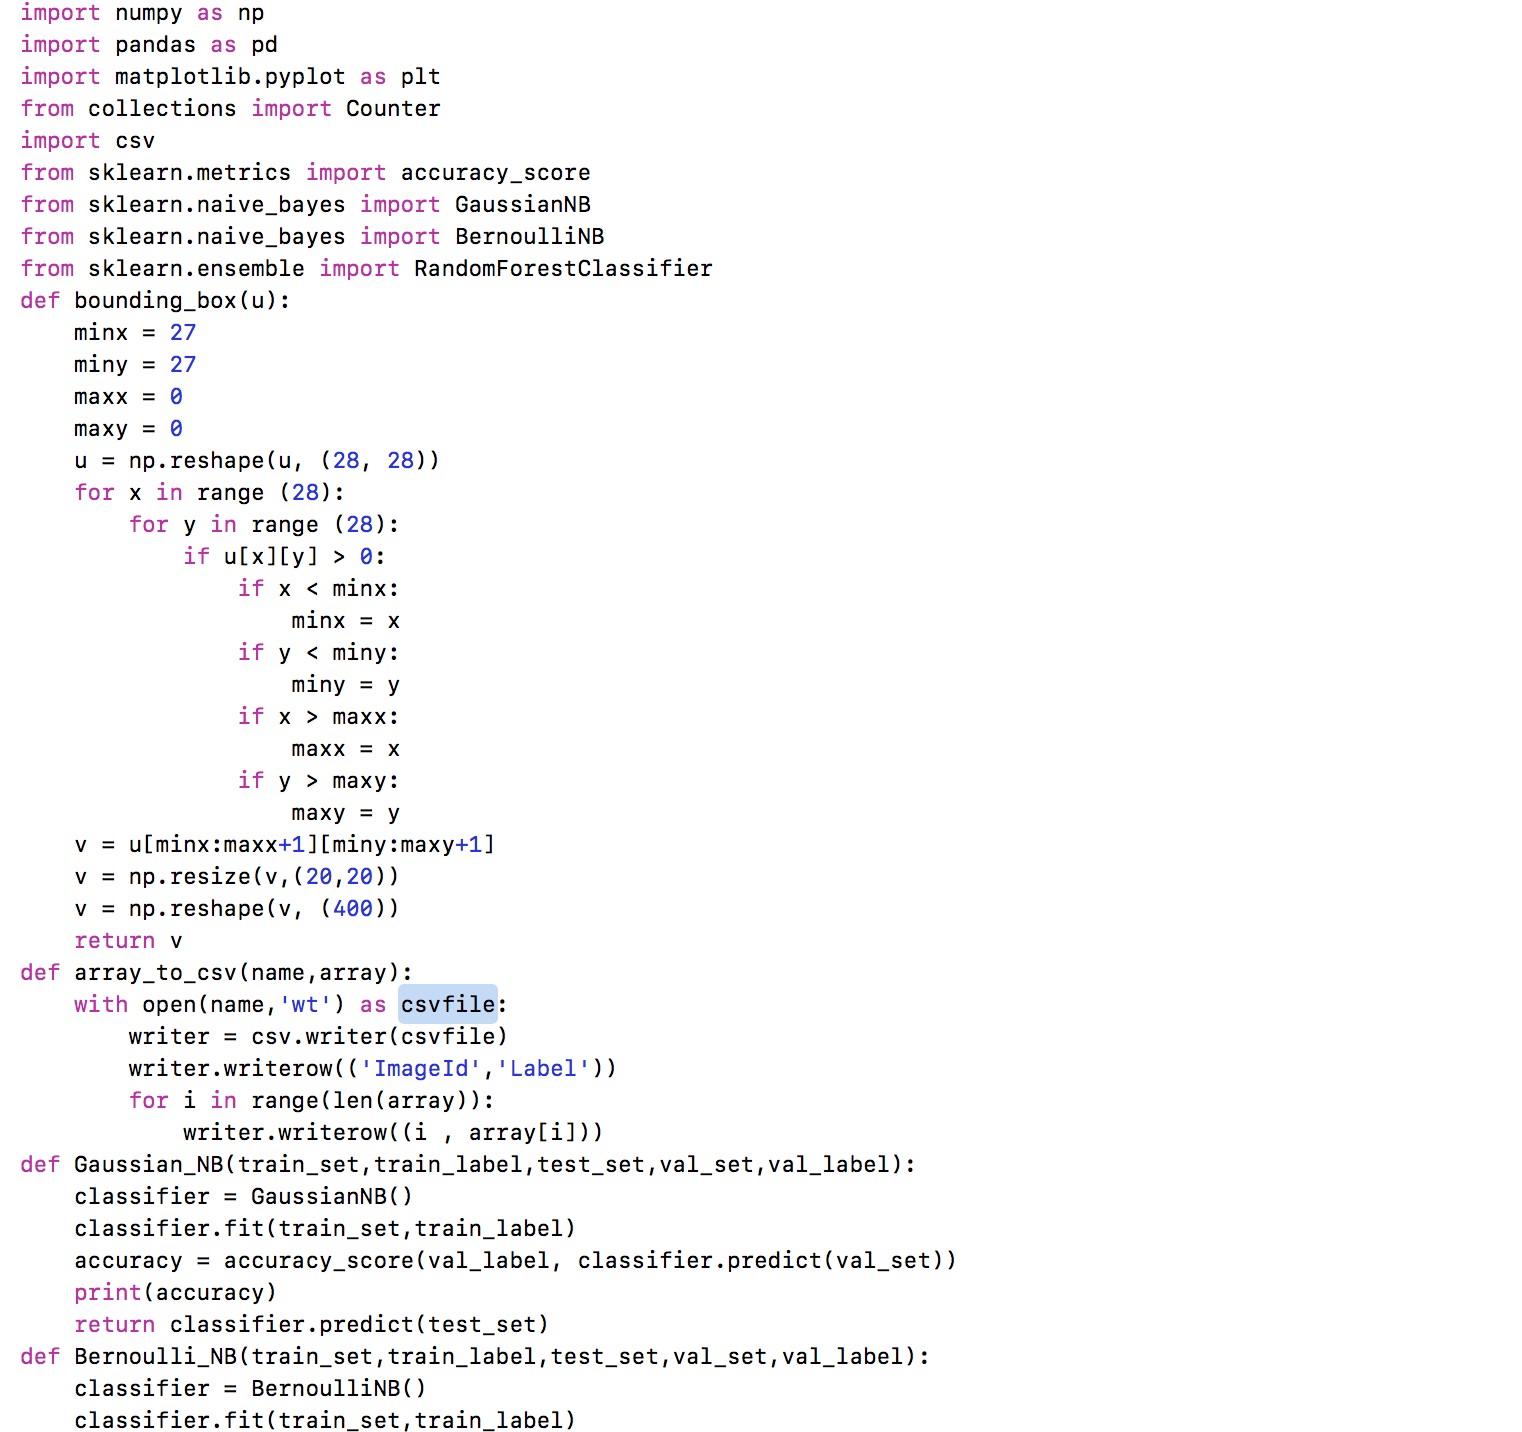 import numpy as np
import pandas as pd
import matplotlib.pyplot as plt
from collections import Counter
import csv
from sklearn.metrics import accuracy_score
from sklearn.naive_bayes import GaussianNB
from sklearn.naive_bayes import BernoulliNB
from sklearn.ensemble import RandomForestClassifier
def bounding_box(u):
    minx = 27
    miny = 27
    maxx = 0
    maxy = 0
    u = np.reshape(u, (28, 28))
    for x in range (28):
        for y in range (28):
            if u[x][y] > 0:
                if x < minx:
                    minx = x
                if y < miny:
                    miny = y
                if x > maxx:
                    maxx = x
                if y > maxy:
                    maxy = y
    v = u[minx:maxx+1][miny:maxy+1]
    v = np.resize(v,(20,20))
    v = np.reshape(v, (400))
    return v
def array_to_csv(name,array):
    with open(name,'wt') as csvfile:
        writer = csv.writer(csvfile)
        writer.writerow(('ImageId','Label'))
        for i in range(len(array)):
            writer.writerow((i , array[i]))
def Gaussian_NB(train_set,train_label,test_set,val_set,val_label):
    classifier = GaussianNB()
    classifier.fit(train_set,train_label)
    accuracy = accuracy_score(val_label, classifier.predict(val_set))
    print(accuracy)
    return classifier.predict(test_set)
def Bernoulli_NB(train_set,train_label,test_set,val_set,val_label):
    classifier = BernoulliNB()
    classifier.fit(train_set,train_label)